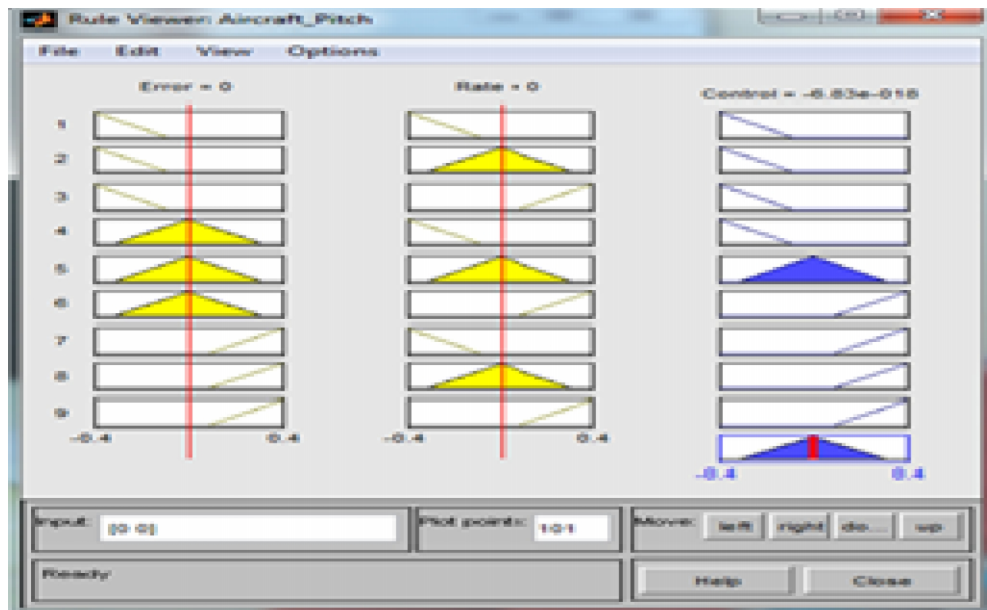 Rule Viewer: Aircraft_Pitch
File Edit View Options
Error = 0
Rate = 0
Control = -6.83e-018
1
2
3
4
5
6
7
8
9
-0.4 0.4
-0.4 0.4
-0.4 0.4
Input: [0 0]
Plot points: 101
Move: left right do... up
Ready
Help Close